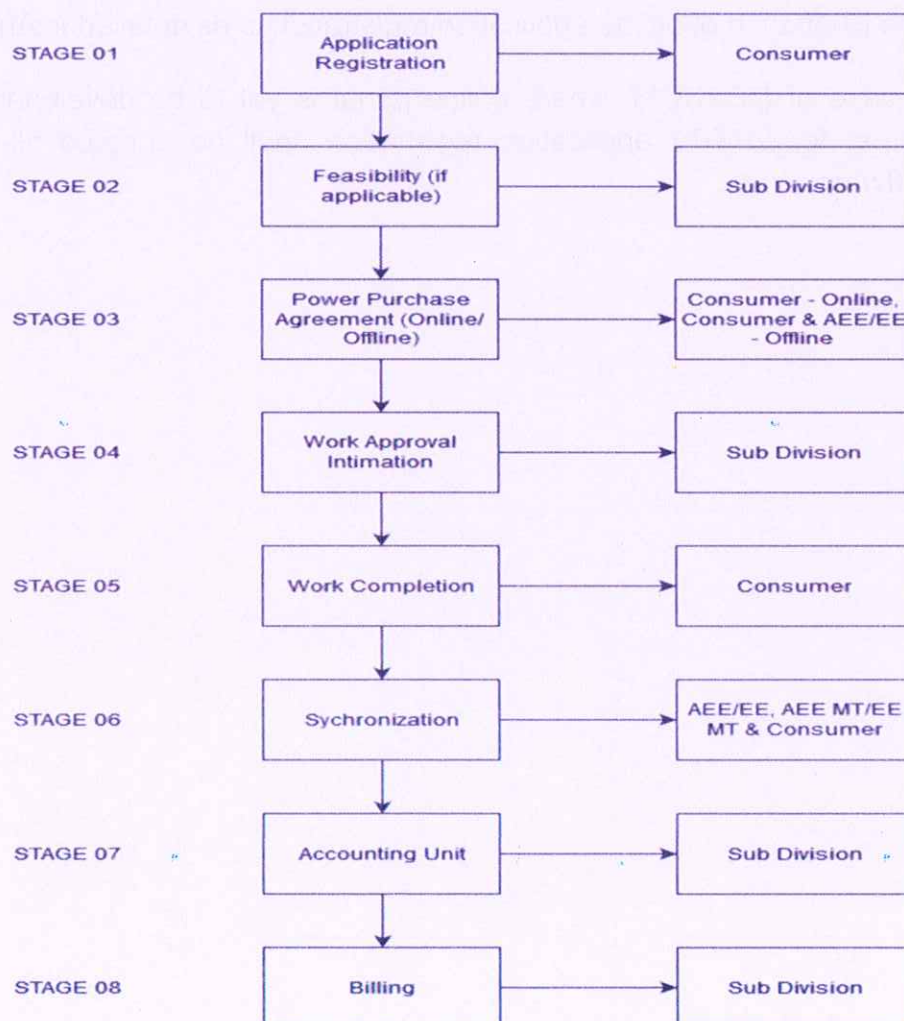 STAGE 01
Application
Registration
Consumer
STAGE 02
Feasibility (if
applicable)
Sub Division
STAGE 03
Power Purchase
Agreement (Online/
Offline)
Consumer - Online,
Consumer & AEE/EE
- Offline
STAGE 04
Work Approval
Intimation
Sub Division
STAGE 05
Work Completion
Consumer
STAGE 06
Sychronization
AEE/EE, AEE MT/EE
MT & Consumer
STAGE 07
Accounting Unit
Sub Division
STAGE 08
Billing
Sub Division